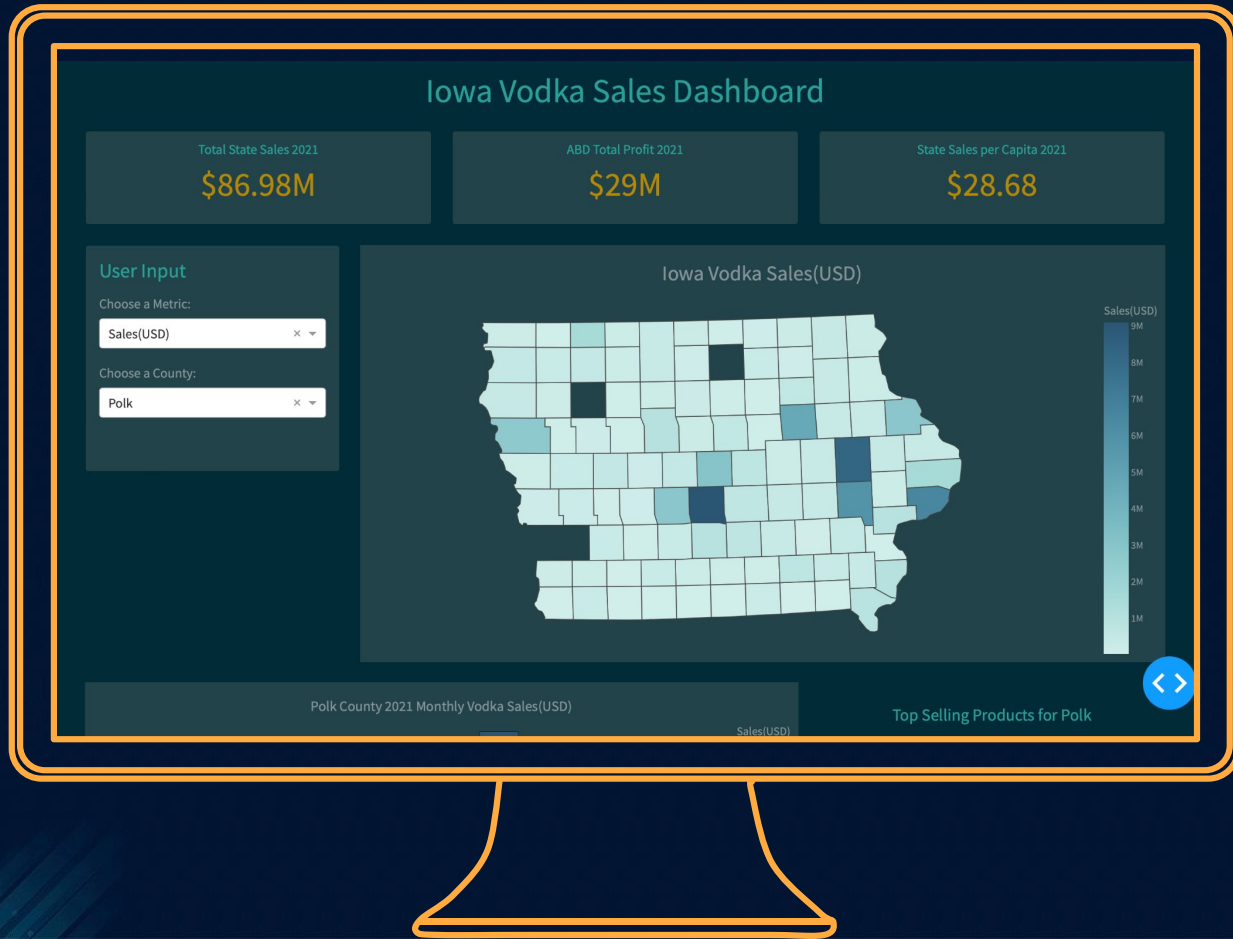 Iowa Vodka Sales Dashboard
Total State Sales 2021
$86.98M
ABD Total Profit 2021
$29M
State Sales per Capita 2021
$28.68
User Input
Choose a Metric:
Sales(USD)
Choose a County:
Polk
Iowa Vodka Sales(USD)
Sales(USD)
9M
8M
7M
6M
5M
4M
3M
2M
1M
Polk County 2021 Monthly Vodka Sales(USD)
Sales(USD)
Top Selling Products for Polk